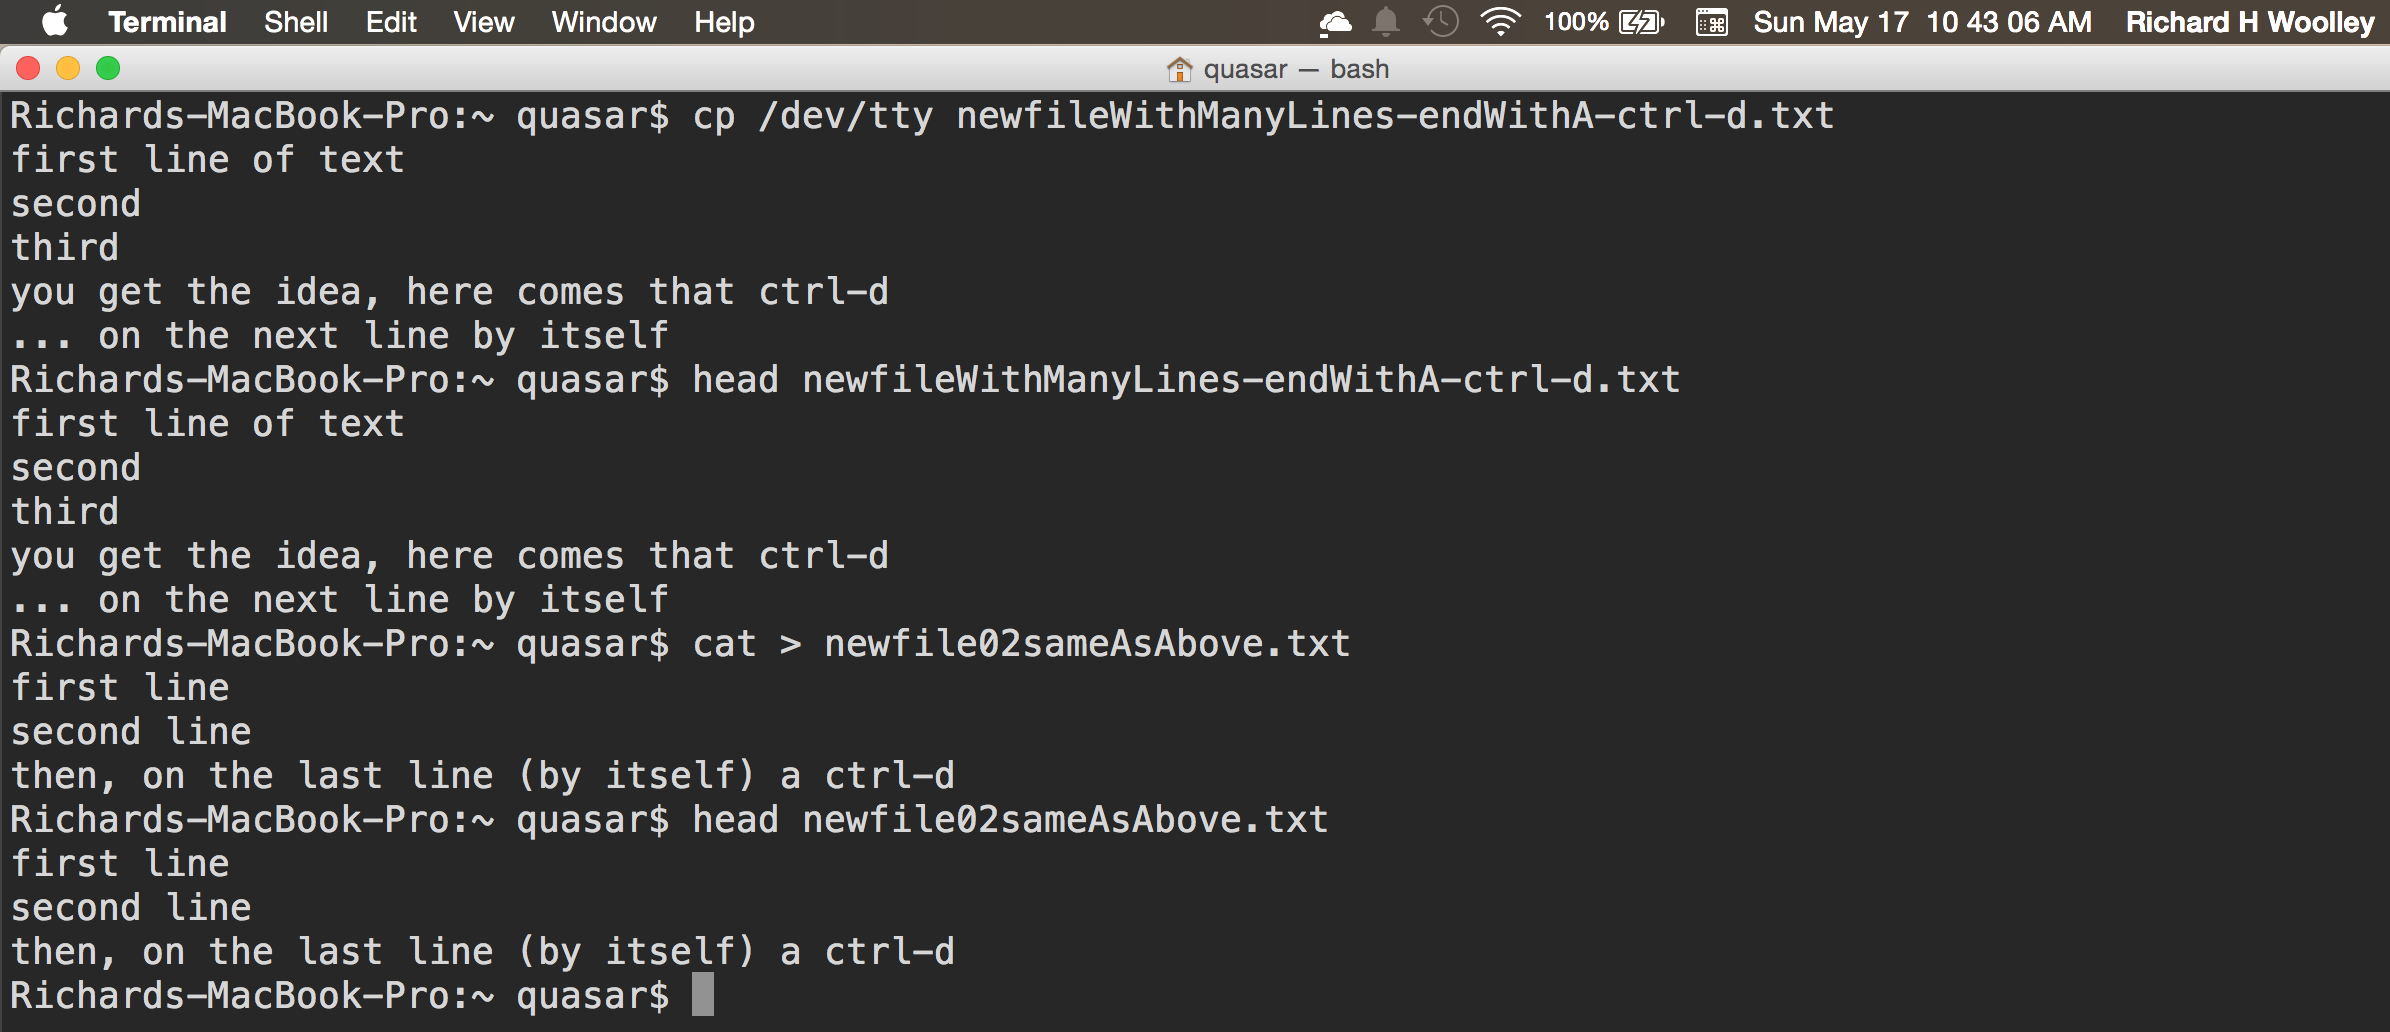 Terminal Shell Edit View Window Help 100% Sun May 17 10 43 06 AM Richard H Woolley
quasar — bash
Richards-MacBook-Pro:~ quasar$ cp /dev/tty newfileWithManyLines-endWithA-ctrl-d.txt
first line of text
second
third
you get the idea, here comes that ctrl-d
... on the next line by itself
Richards-MacBook-Pro:~ quasar$ head newfileWithManyLines-endWithA-ctrl-d.txt
first line of text
second
third
you get the idea, here comes that ctrl-d
... on the next line by itself
Richards-MacBook-Pro:~ quasar$ cat > newfile02sameAsAbove.txt
first line
second line
then, on the last line (by itself) a ctrl-d
Richards-MacBook-Pro:~ quasar$ head newfile02sameAsAbove.txt
first line
second line
then, on the last line (by itself) a ctrl-d
Richards-MacBook-Pro:~ quasar$